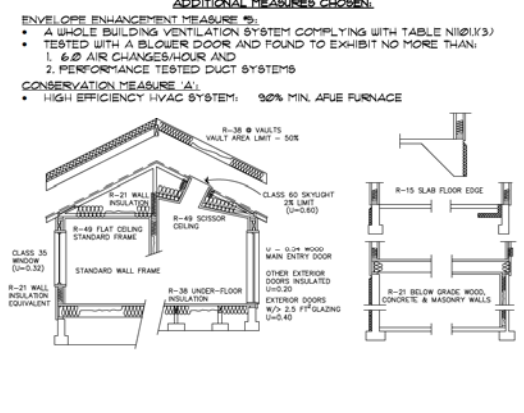 ADDITIONAL MEASURES CHOSEN:
ENVELOPE ENHANCEMENT MEASURE #5:
• A WHOLE BUILDING VENTILATION SYSTEM COMPLYING WITH TABLE N1101.1(3)
• TESTED WITH A BLOWER DOOR AND FOUND TO EXHIBIT NO MORE THAN:
1. 6.0 AIR CHANGES/HOUR AND
2. PERFORMANCE TESTED DUCT SYSTEMS
CONSERVATION MEASURE 'A':
• HIGH EFFICIENCY HVAC SYSTEM: 90% MIN. AFUE FURNACE
R-38 @ VAULTS
VAULT AREA LIMIT - 50%
R-21 WALL
INSULATION
CLASS 60 SKYLIGHT
2% LIMIT
(U=0.60)
R-49 FLAT CEILING
STANDARD FRAME
R-49 SCISSOR
CEILING
R-15 SLAB FLOOR EDGE
CLASS 35
WINDOW
(U=0.32)
STANDARD WALL FRAME
U = 0.54 WOOD
MAIN ENTRY DOOR
OTHER EXTERIOR
DOORS INSULATED
U=0.20
R-21 WALL
INSULATION
EQUIVALENT
R-38 UNDER-FLOOR
INSULATION
EXTERIOR DOORS
W/> 2.5 FT² GLAZING
U=0.40
R-21 BELOW GRADE WOOD,
CONCRETE & MASONRY WALLS